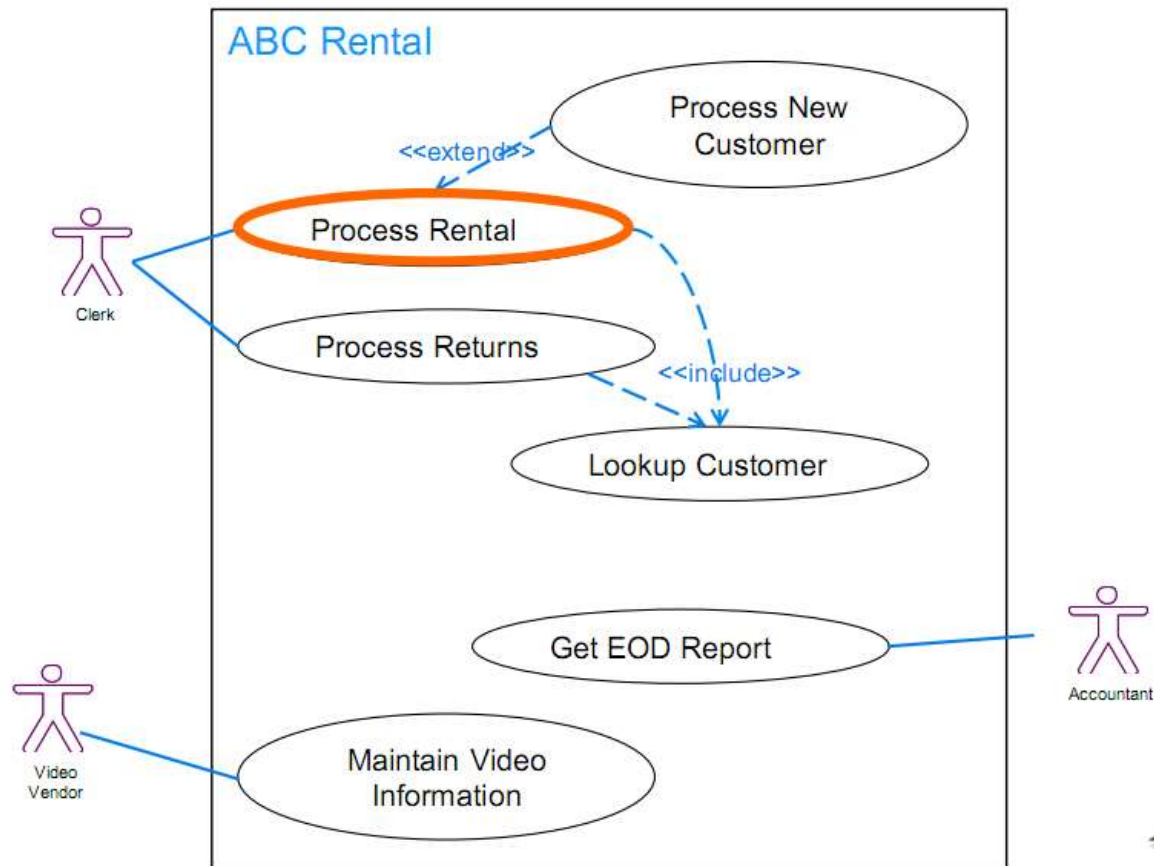 ABC Rental
Process New
Customer
<<extend>>
Process Rental
Clerk
Process Returns
<<include>>
Lookup Customer
Get EOD Report
Accountant
Maintain Video
Information
Video
Vendor